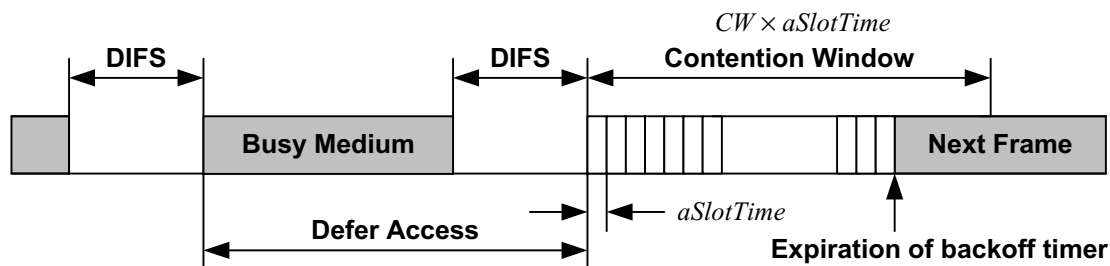 CW × aSlotTime
DIFS
DIFS
Contention Window
Busy Medium
Next Frame
aSlotTime
Defer Access
Expiration of backoff timer